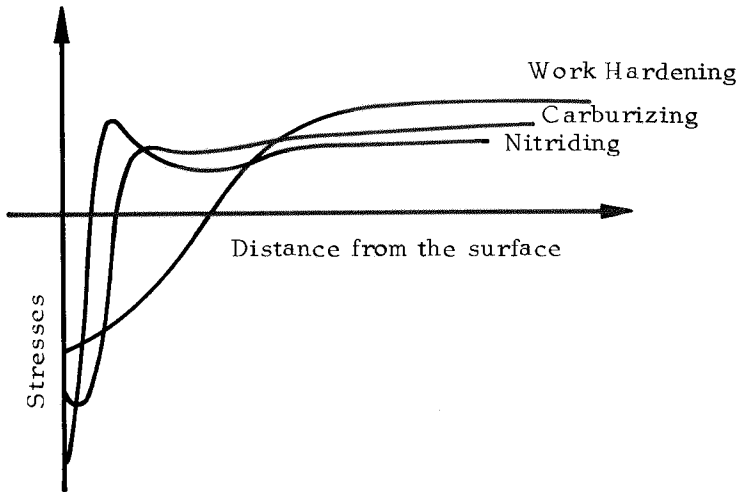 Work Hardening
Carburizing
Nitriding
Distance from the surface
Stresses